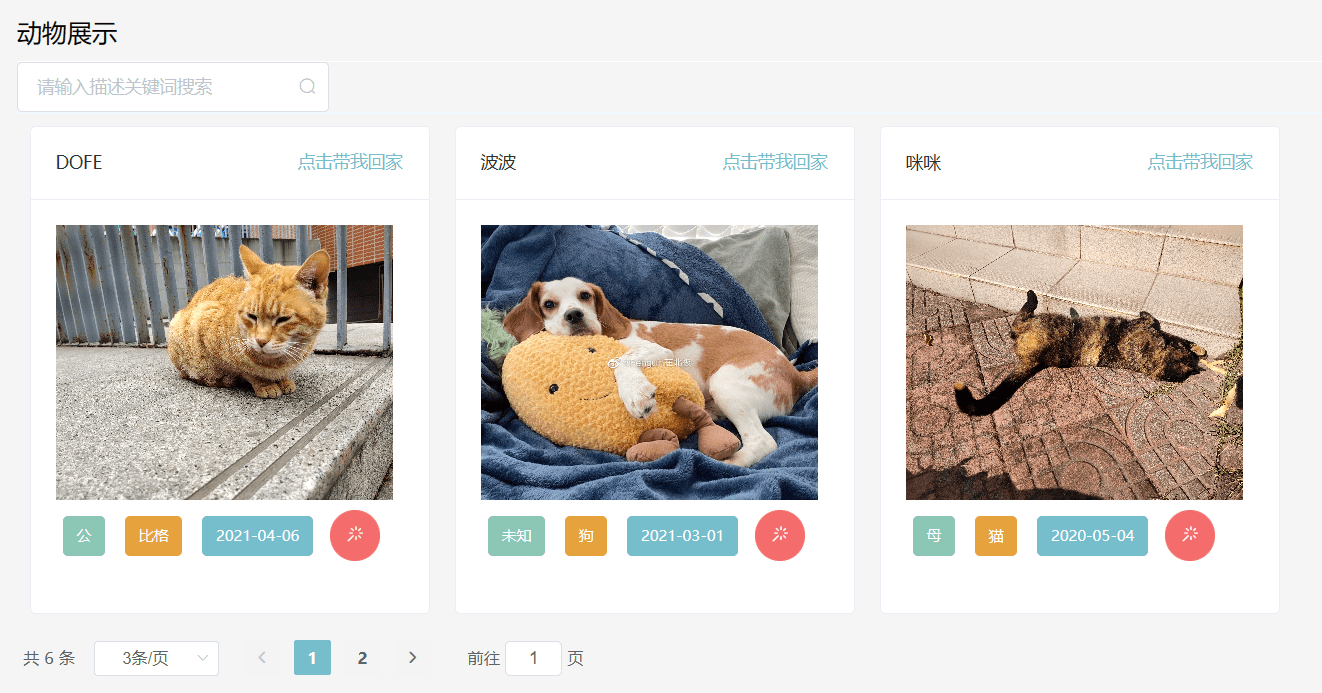 动物展示
请输入描述关键词搜索
DOFE 点击带我回家
波波 点击带我回家
咪咪 点击带我回家
公 比格 2021-04-06
未知 狗 2021-03-01
母 猫 2020-05-04
共 6 条 3条/页 1 2 前往 1 页